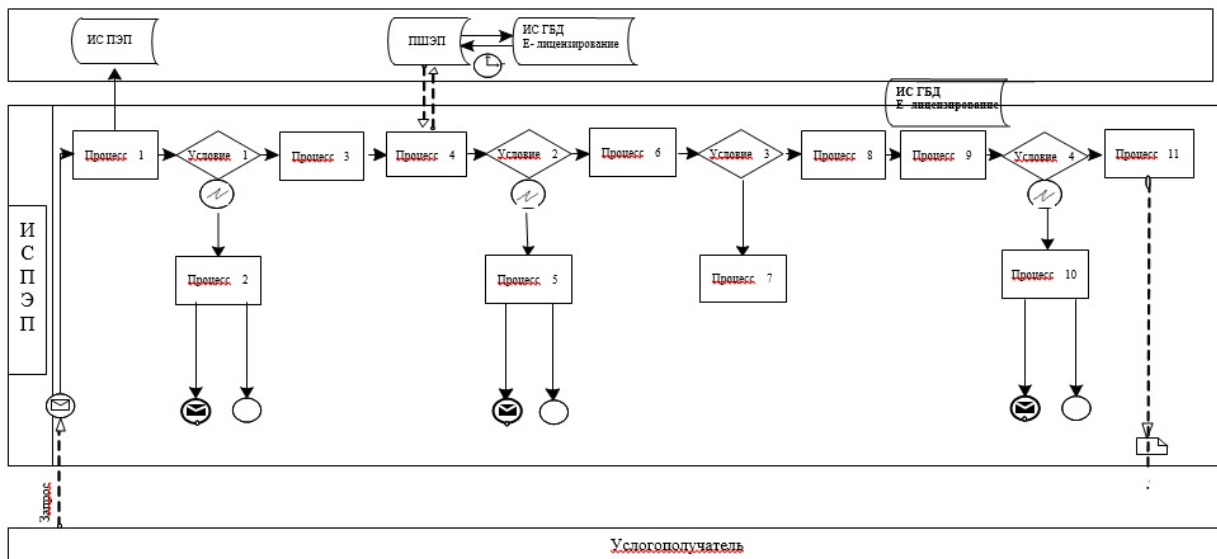 ИС ПЭП
ПШЭП
ИС ГБД
Е- лицензирование
ИС ГБД
Е- лицензирование
Процесс 1
Условие 1
Процесс 3
Процесс 4
Условие 2
Процесс 6
Условие 3
Процесс 8
Процесс 9
Условие 4
Процесс 11
Процесс 2
Процесс 5
Процесс 7
Процесс 10
И
С
П
Э
П
Запрос
Услогополучатель